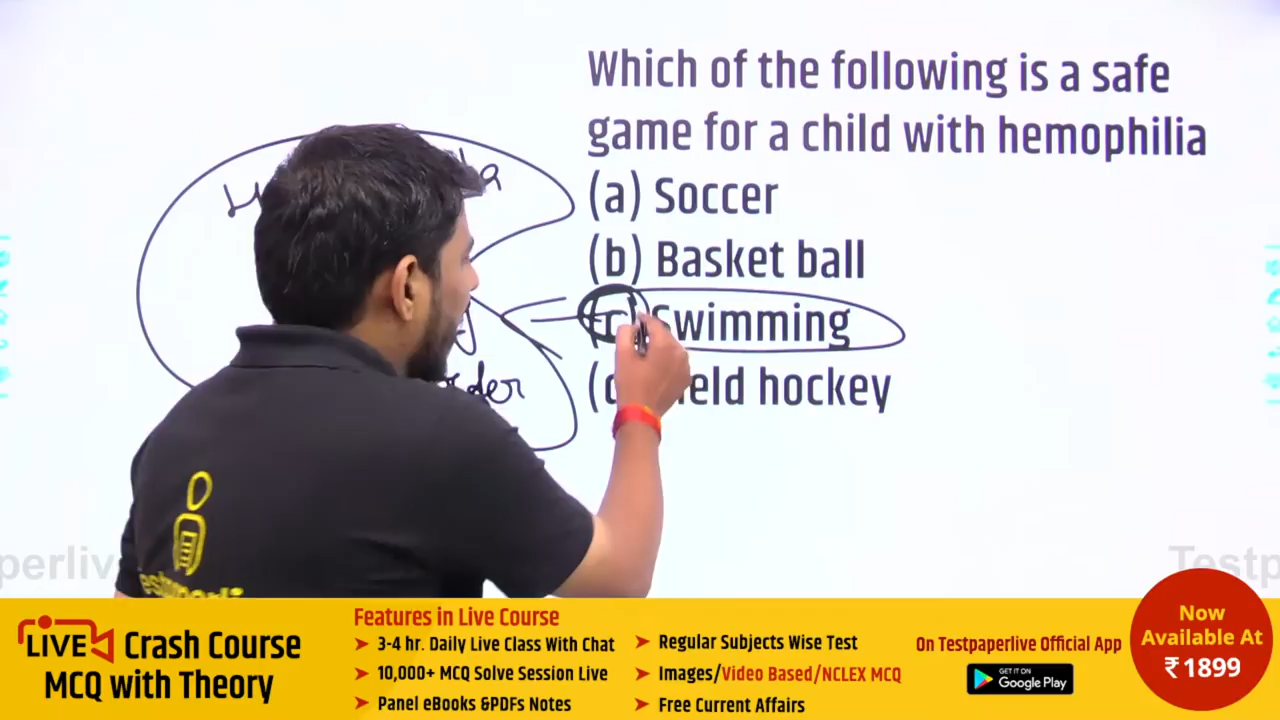 Which of the following is a safe
game for a child with hemophilia
(a) Soccer
(b) Basket ball
Swimming
hockey
LIVE Crash Course
MCQ with Theory
Features in Live Course
➤ 3-4 hr. Daily Live Class With Chat
➤ 10,000+ MCQ Solve Session Live
➤ Panel eBooks &PDFs Notes
➤ Regular Subjects Wise Test
➤ Images/Video Based/NCLEX MCQ
➤ Free Current Affairs
On Testpaperlive Official App
GET IT ON
Google Play
Now
Available At
₹1899